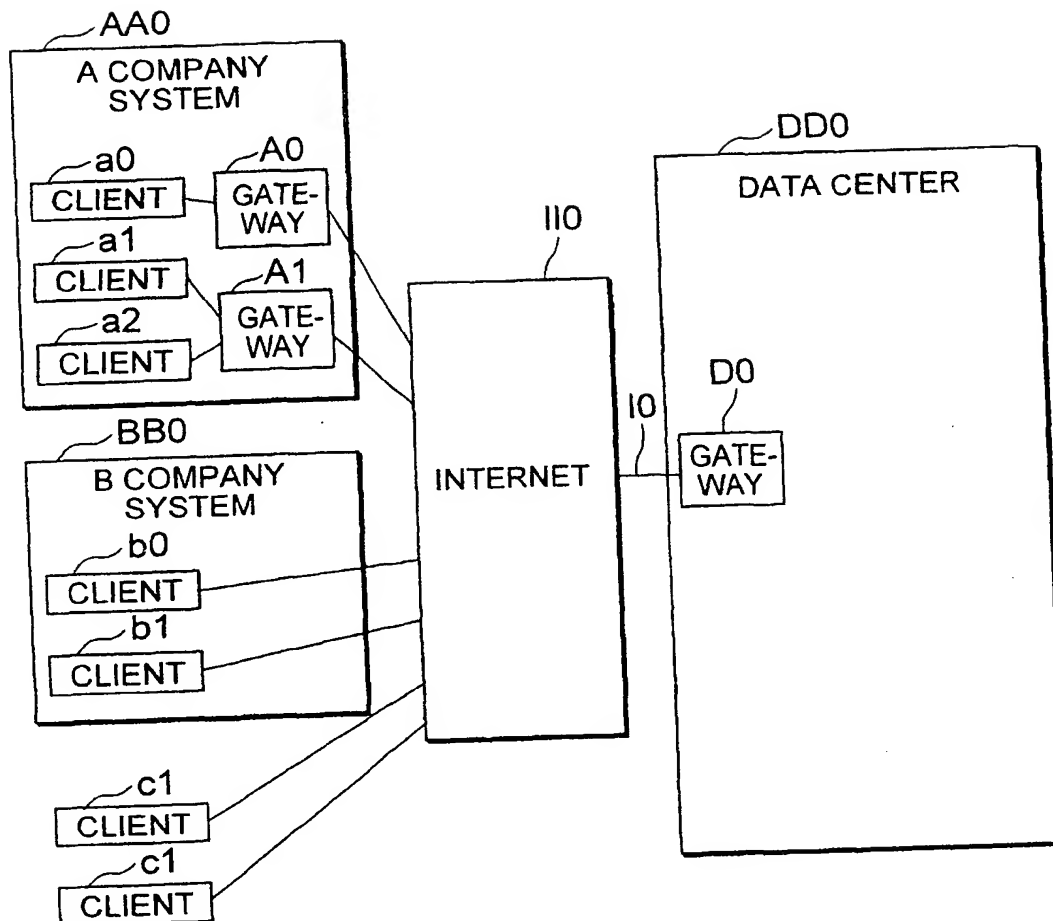 AA0
A COMPANY
SYSTEM
a0
CLIENT
A0
GATE-
WAY
a1
CLIENT
A1
GATE-
WAY
a2
CLIENT
BB0
B COMPANY
SYSTEM
b0
CLIENT
b1
CLIENT
c1
CLIENT
c1
CLIENT
II0
INTERNET
I0
DD0
DATA CENTER
D0
GATE-
WAY